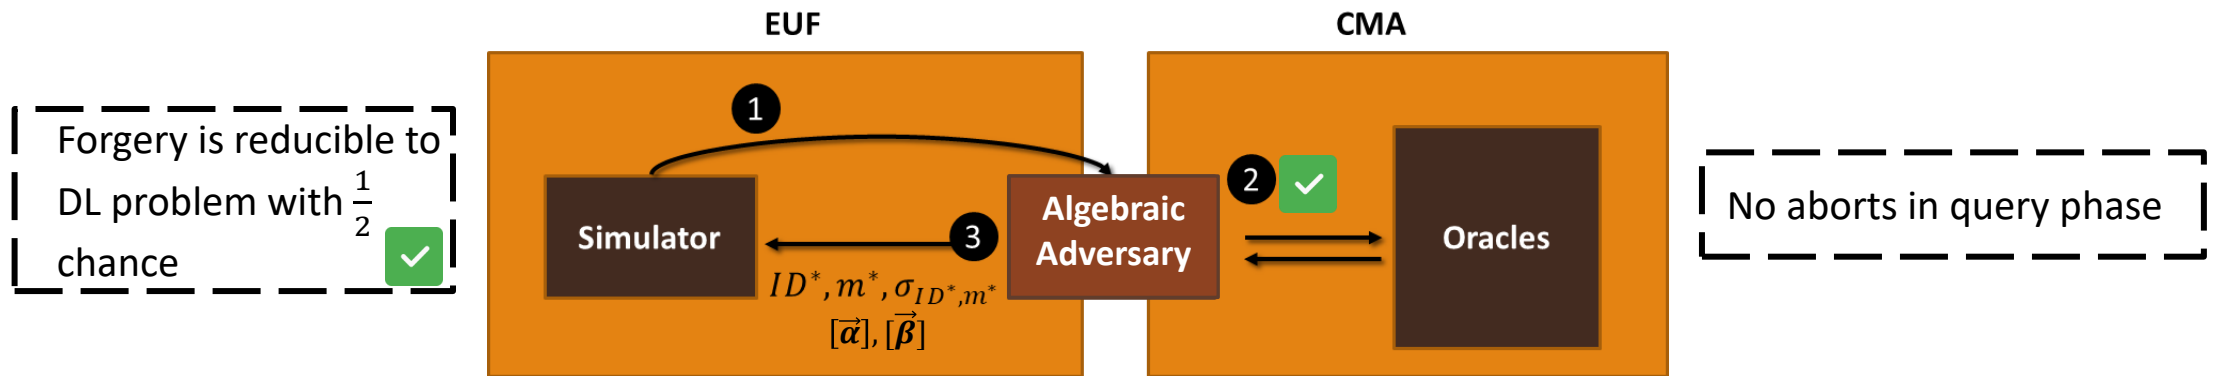 EUF
CMA
Forgery is reducible to
DL problem with 1/2
chance
1
Simulator
3
ID*, m*, σ_{ID*,m*}
[α⃗], [β⃗]
Algebraic
Adversary
2
Oracles
No aborts in query phase